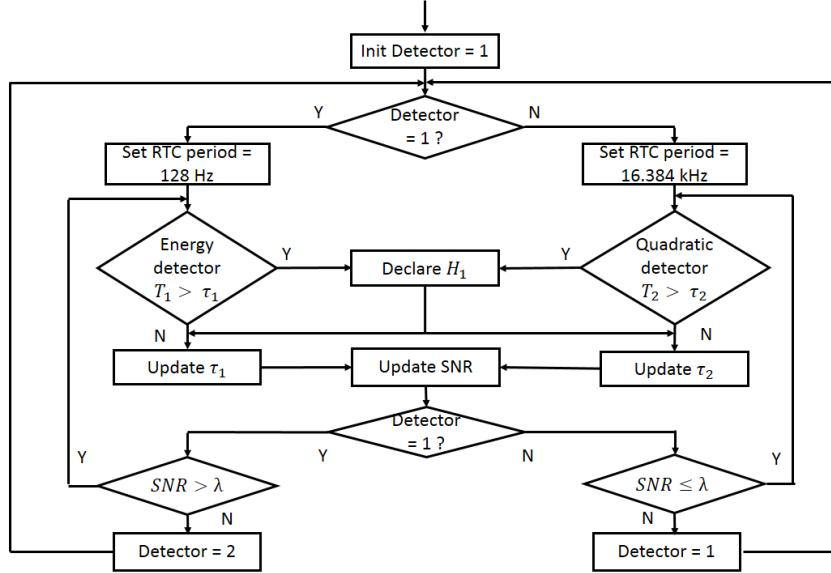 Init Detector = 1
Y
Detector
= 1 ?
N
Set RTC period =
128 Hz
Set RTC period =
16.384 kHz
Energy
detector
T₁ > τ₁
Y
Declare H₁
Y
Quadratic
detector
T₂ > τ₂
N
N
Update τ₁
Update SNR
Update τ₂
Detector
= 1 ?
Y
N
Y
SNR > λ
SNR ≤ λ
Y
N
N
Detector = 2
Detector = 1